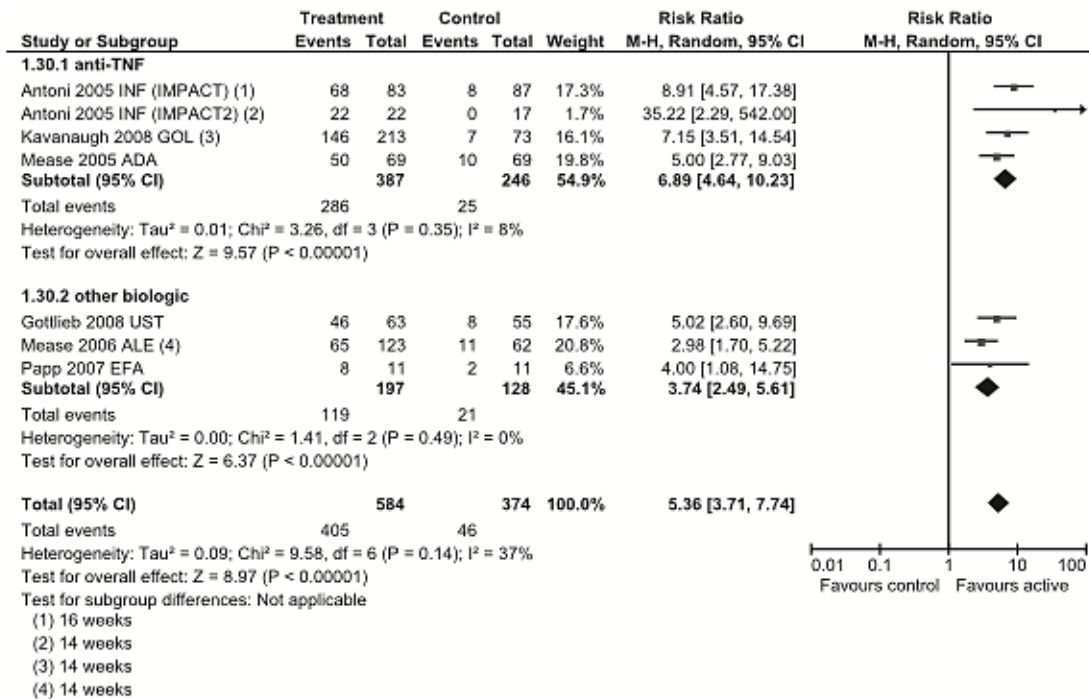 Treatment Control Risk Ratio Risk Ratio
Study or Subgroup Events Total Events Total Weight M-H, Random, 95% CI M-H, Random, 95% CI
1.30.1 anti-TNF
Antoni 2005 INF (IMPACT) (1) 68 83 8 87 17.3% 8.91 [4.57, 17.38]
Antoni 2005 INF (IMPACT2) (2) 22 22 0 17 1.7% 35.22 [2.29, 542.00]
Kavanaugh 2008 GOL (3) 146 213 7 73 16.1% 7.15 [3.51, 14.54]
Mease 2005 ADA 50 69 10 69 19.8% 5.00 [2.77, 9.03]
Subtotal (95% CI) 387 246 54.9% 6.89 [4.64, 10.23]
Total events 286 25
Heterogeneity: Tau² = 0.01; Chi² = 3.26, df = 3 (P = 0.35); I² = 8%
Test for overall effect: Z = 9.57 (P < 0.00001)
1.30.2 other biologic
Gottlieb 2008 UST 46 63 8 55 17.6% 5.02 [2.60, 9.69]
Mease 2006 ALE (4) 65 123 11 62 20.8% 2.98 [1.70, 5.22]
Papp 2007 EFA 8 11 2 11 6.6% 4.00 [1.08, 14.75]
Subtotal (95% CI) 197 128 45.1% 3.74 [2.49, 5.61]
Total events 119 21
Heterogeneity: Tau² = 0.00; Chi² = 1.41, df = 2 (P = 0.49); I² = 0%
Test for overall effect: Z = 6.37 (P < 0.00001)
Total (95% CI) 584 374 100.0% 5.36 [3.71, 7.74]
Total events 405 46
Heterogeneity: Tau² = 0.09; Chi² = 9.58, df = 6 (P = 0.14); I² = 37%
0.01 0.1 1 10 100
Test for overall effect: Z = 8.97 (P < 0.00001)
Favours control Favours active
Test for subgroup differences: Not applicable
(1) 16 weeks
(2) 14 weeks
(3) 14 weeks
(4) 14 weeks